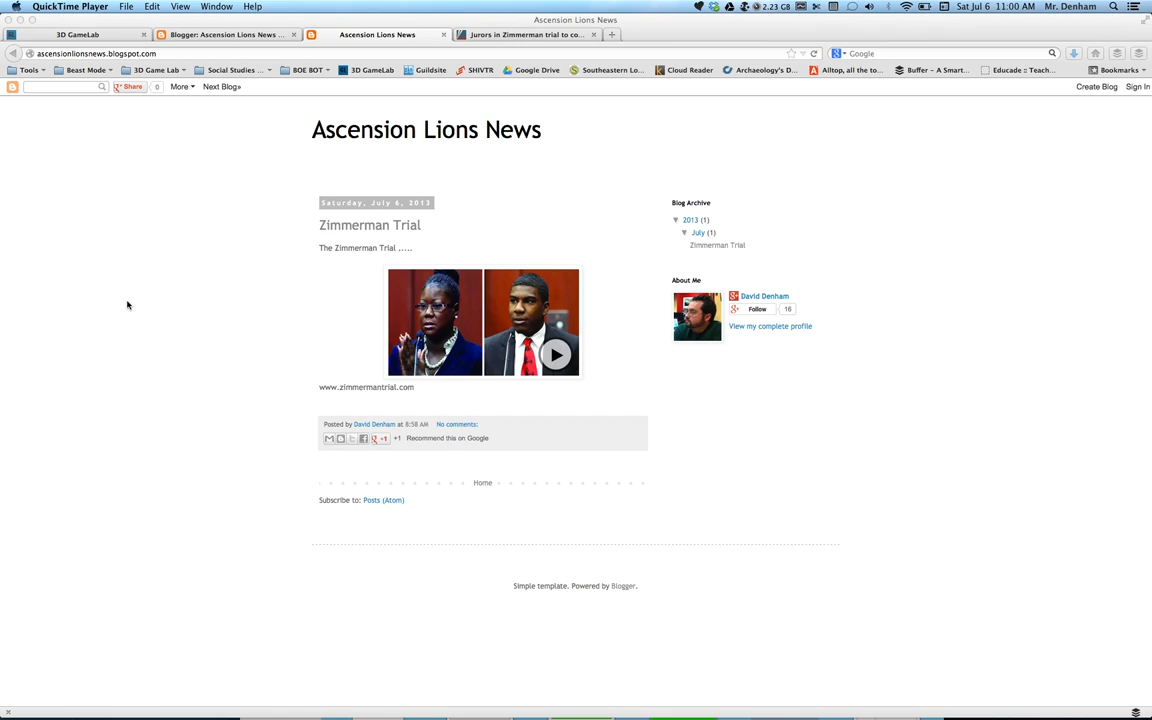 QuickTime Player File Edit View Window Help 2.23 GB Sat Jul 6 11:00 AM Mr. Denham
Ascension Lions News
3D GameLab Blogger: Ascension Lions News ... Ascension Lions News Jurors in Zimmerman trial to co...
ascensionlionsnews.blogspot.com Google
Tools Beast Mode 3D Game Lab Social Studies ... BOE BOT 3D GameLab Guildsite SHIVTR Google Drive Southeastern Lo... Cloud Reader Archaeology's D... Alltop, all the to... Buffer – A Smart... Educade :: Teach... Bookmarks
Share 0 More Next Blog» Create Blog Sign In
Ascension Lions News
Saturday, July 6, 2013
Zimmerman Trial
The Zimmerman Trial .....
www.zimmermantrial.com
Posted by David Denham at 8:58 AM No comments:
+1 +1 Recommend this on Google
Home
Subscribe to: Posts (Atom)
Blog Archive
▼ 2013 (1)
▼ July (1)
Zimmerman Trial
About Me
David Denham
Follow 16
View my complete profile
Simple template. Powered by Blogger.